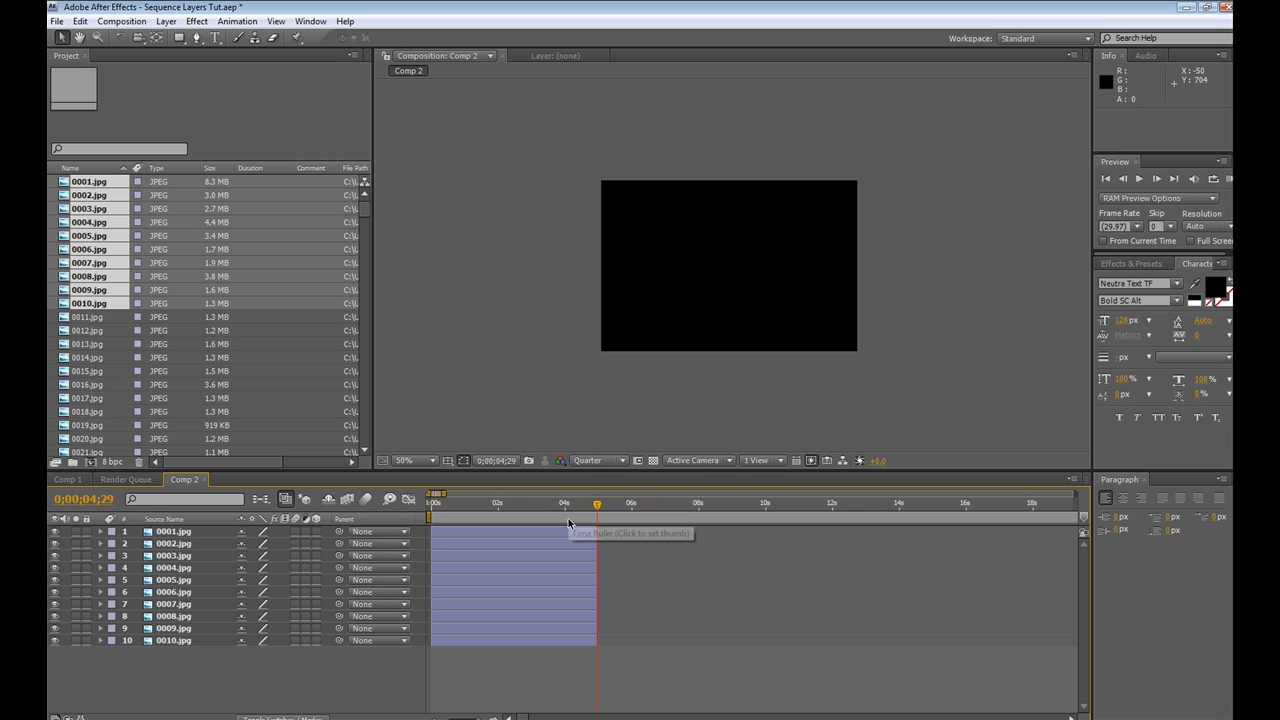 Adobe After Effects - Sequence Layers Tut.aep *
File Edit Composition Layer Effect Animation View Window Help
Workspace: Standard Search Help
Project
Composition: Comp 2
Layer: (none)
Comp 2
Info Audio
R :
G :
B :
A : 0
X : -50
Y : 704
Name Type Size Duration Comment File Path
0001.jpg JPEG 8.3 MB C:\
0002.jpg JPEG 3.0 MB C:\
0003.jpg JPEG 2.7 MB C:\
0004.jpg JPEG 4.4 MB C:\
0005.jpg JPEG 3.4 MB C:\
0006.jpg JPEG 1.7 MB C:\
0007.jpg JPEG 1.9 MB C:\
0008.jpg JPEG 3.8 MB C:\
0009.jpg JPEG 1.6 MB C:\
0010.jpg JPEG 1.3 MB C:\
0011.jpg JPEG 1.3 MB C:\
0012.jpg JPEG 1.2 MB C:\
0013.jpg JPEG 1.6 MB C:\
0014.jpg JPEG 1.3 MB C:\
0015.jpg JPEG 1.5 MB C:\
0016.jpg JPEG 3.6 MB C:\
0017.jpg JPEG 1.3 MB C:\
0018.jpg JPEG 1.3 MB C:\
0019.jpg JPEG 919 KB C:\
0020.jpg JPEG 1.2 MB C:\
0021.jpg JPEG 1.1 MB C:\
8 bpc
Preview
RAM Preview Options
Frame Rate Skip Resolution
(29.97) 0 Auto
From Current Time Full Scree
Effects & Presets Characte
Neutra Text TF
Bold SC Alt
128 px Auto
Metrics 0
- px
100 % 100 %
0 px 0 %
T T TT Tt T¹ T₁
50% 0;00;04;29 Quarter Active Camera 1 View +0.0
Comp 1 Render Queue Comp 2
0;00;04;29
:00s 02s 04s 06s 08s 10s 12s 14s 16s 18s
# Source Name Parent
Time Ruler (Click to set thumb)
1 0001.jpg None
2 0002.jpg None
3 0003.jpg None
4 0004.jpg None
5 0005.jpg None
6 0006.jpg None
7 0007.jpg None
8 0008.jpg None
9 0009.jpg None
10 0010.jpg None
Toggle Switches / Modes
Paragraph
0 px 0 px 0 px
0 px 0 px